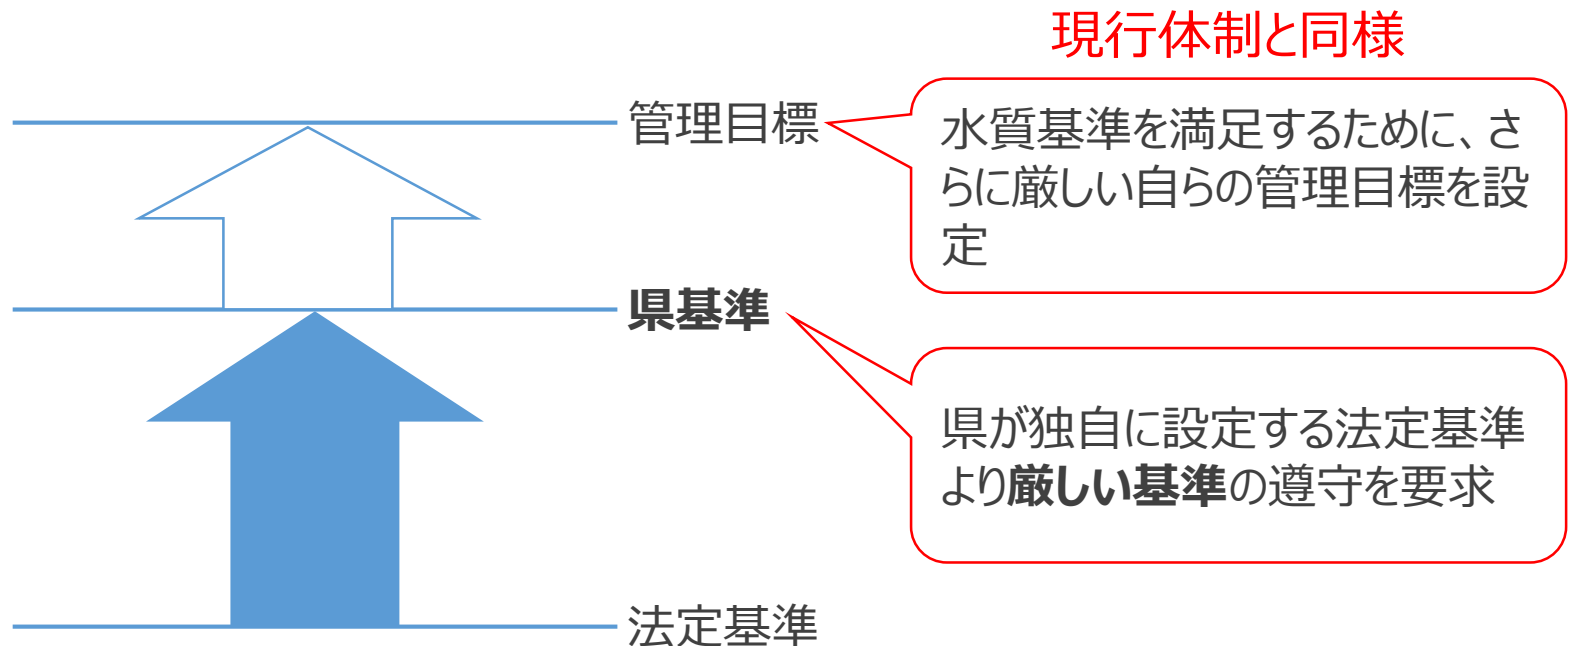 現行体制と同様
管理目標
水質基準を満足するために、さ
らに厳しい自らの管理目標を設
定
県基準
県が独自に設定する法定基準
より厳しい基準の遵守を要求
法定基準